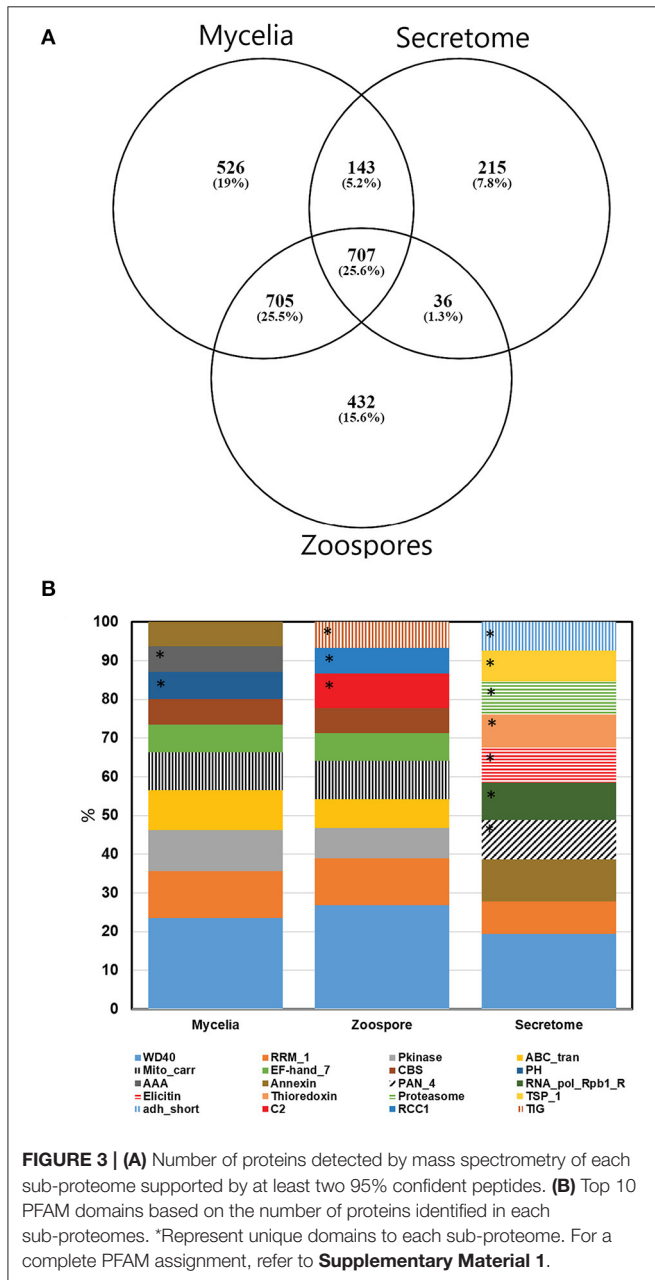 A
Mycelia Secretome
526
(19%)
143
(5.2%)
215
(7.8%)
707
(25.6%)
705
(25.5%)
36
(1.3%)
432
(15.6%)
Zoospores
B
100
90
80
70
60
50
40
30
20
10
0
%
* * * * * * * * * * * *
Mycelia Zoospore Secretome
WD40 RRM_1 Pkinase ABC_tran
Mito_carr EF-hand_7 CBS PH
AAA Annexin PAN_4 RNA_pol_Rpb1_R
Elicitin Thioredoxin Proteasome TSP_1
adh_short C2 RCC1 TIG
FIGURE 3 | (A) Number of proteins detected by mass spectrometry of each
sub-proteome supported by at least two 95% confident peptides. (B) Top 10
PFAM domains based on the number of proteins identified in each
sub-proteomes. *Represent unique domains to each sub-proteome. For a
complete PFAM assignment, refer to Supplementary Material 1.